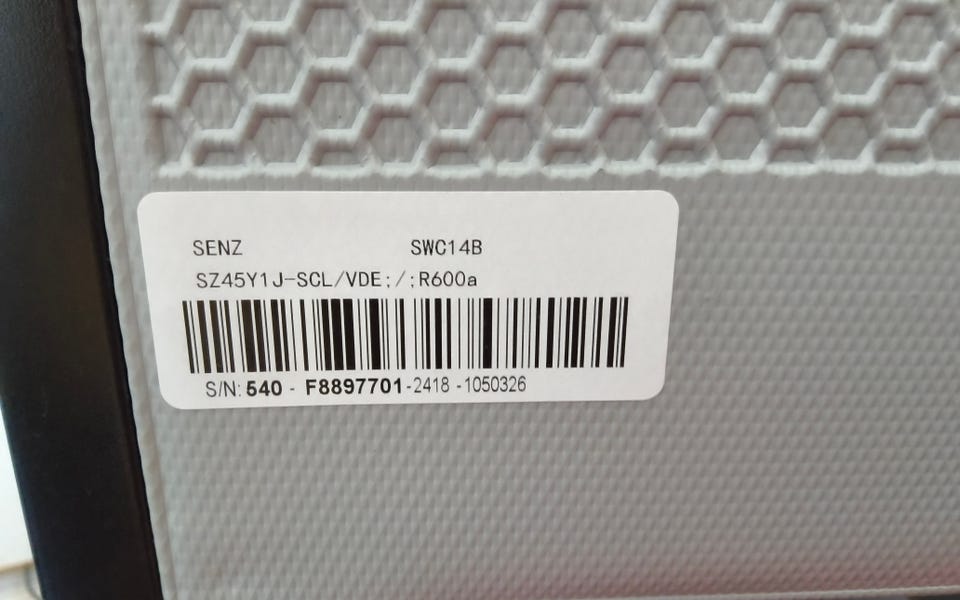 SENZ SWC14B
SZ45Y1J-SCL/VDE;/;R600a
S/N: 540 - F8897701-2418 -1050326